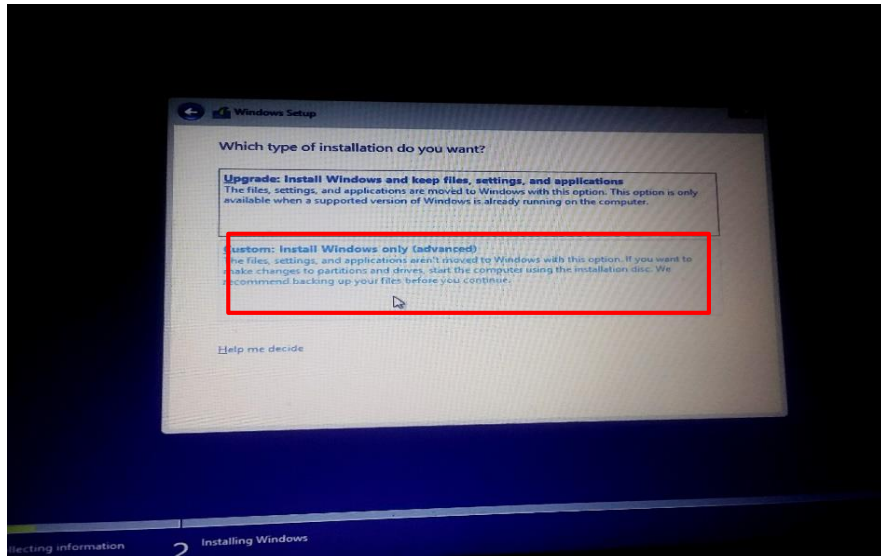 Windows Setup
Which type of installation do you want?
Upgrade: Install Windows and keep files, settings, and applications
The files, settings, and applications are moved to Windows with this option. This option is only
available when a supported version of Windows is already running on the computer.
Custom: Install Windows only (advanced)
The files, settings, and applications aren't moved to Windows with this option. If you want to
make changes to partitions and drives, start the computer using the installation disc. We
recommend backing up your files before you continue.
Help me decide
llecting information
2 Installing Windows